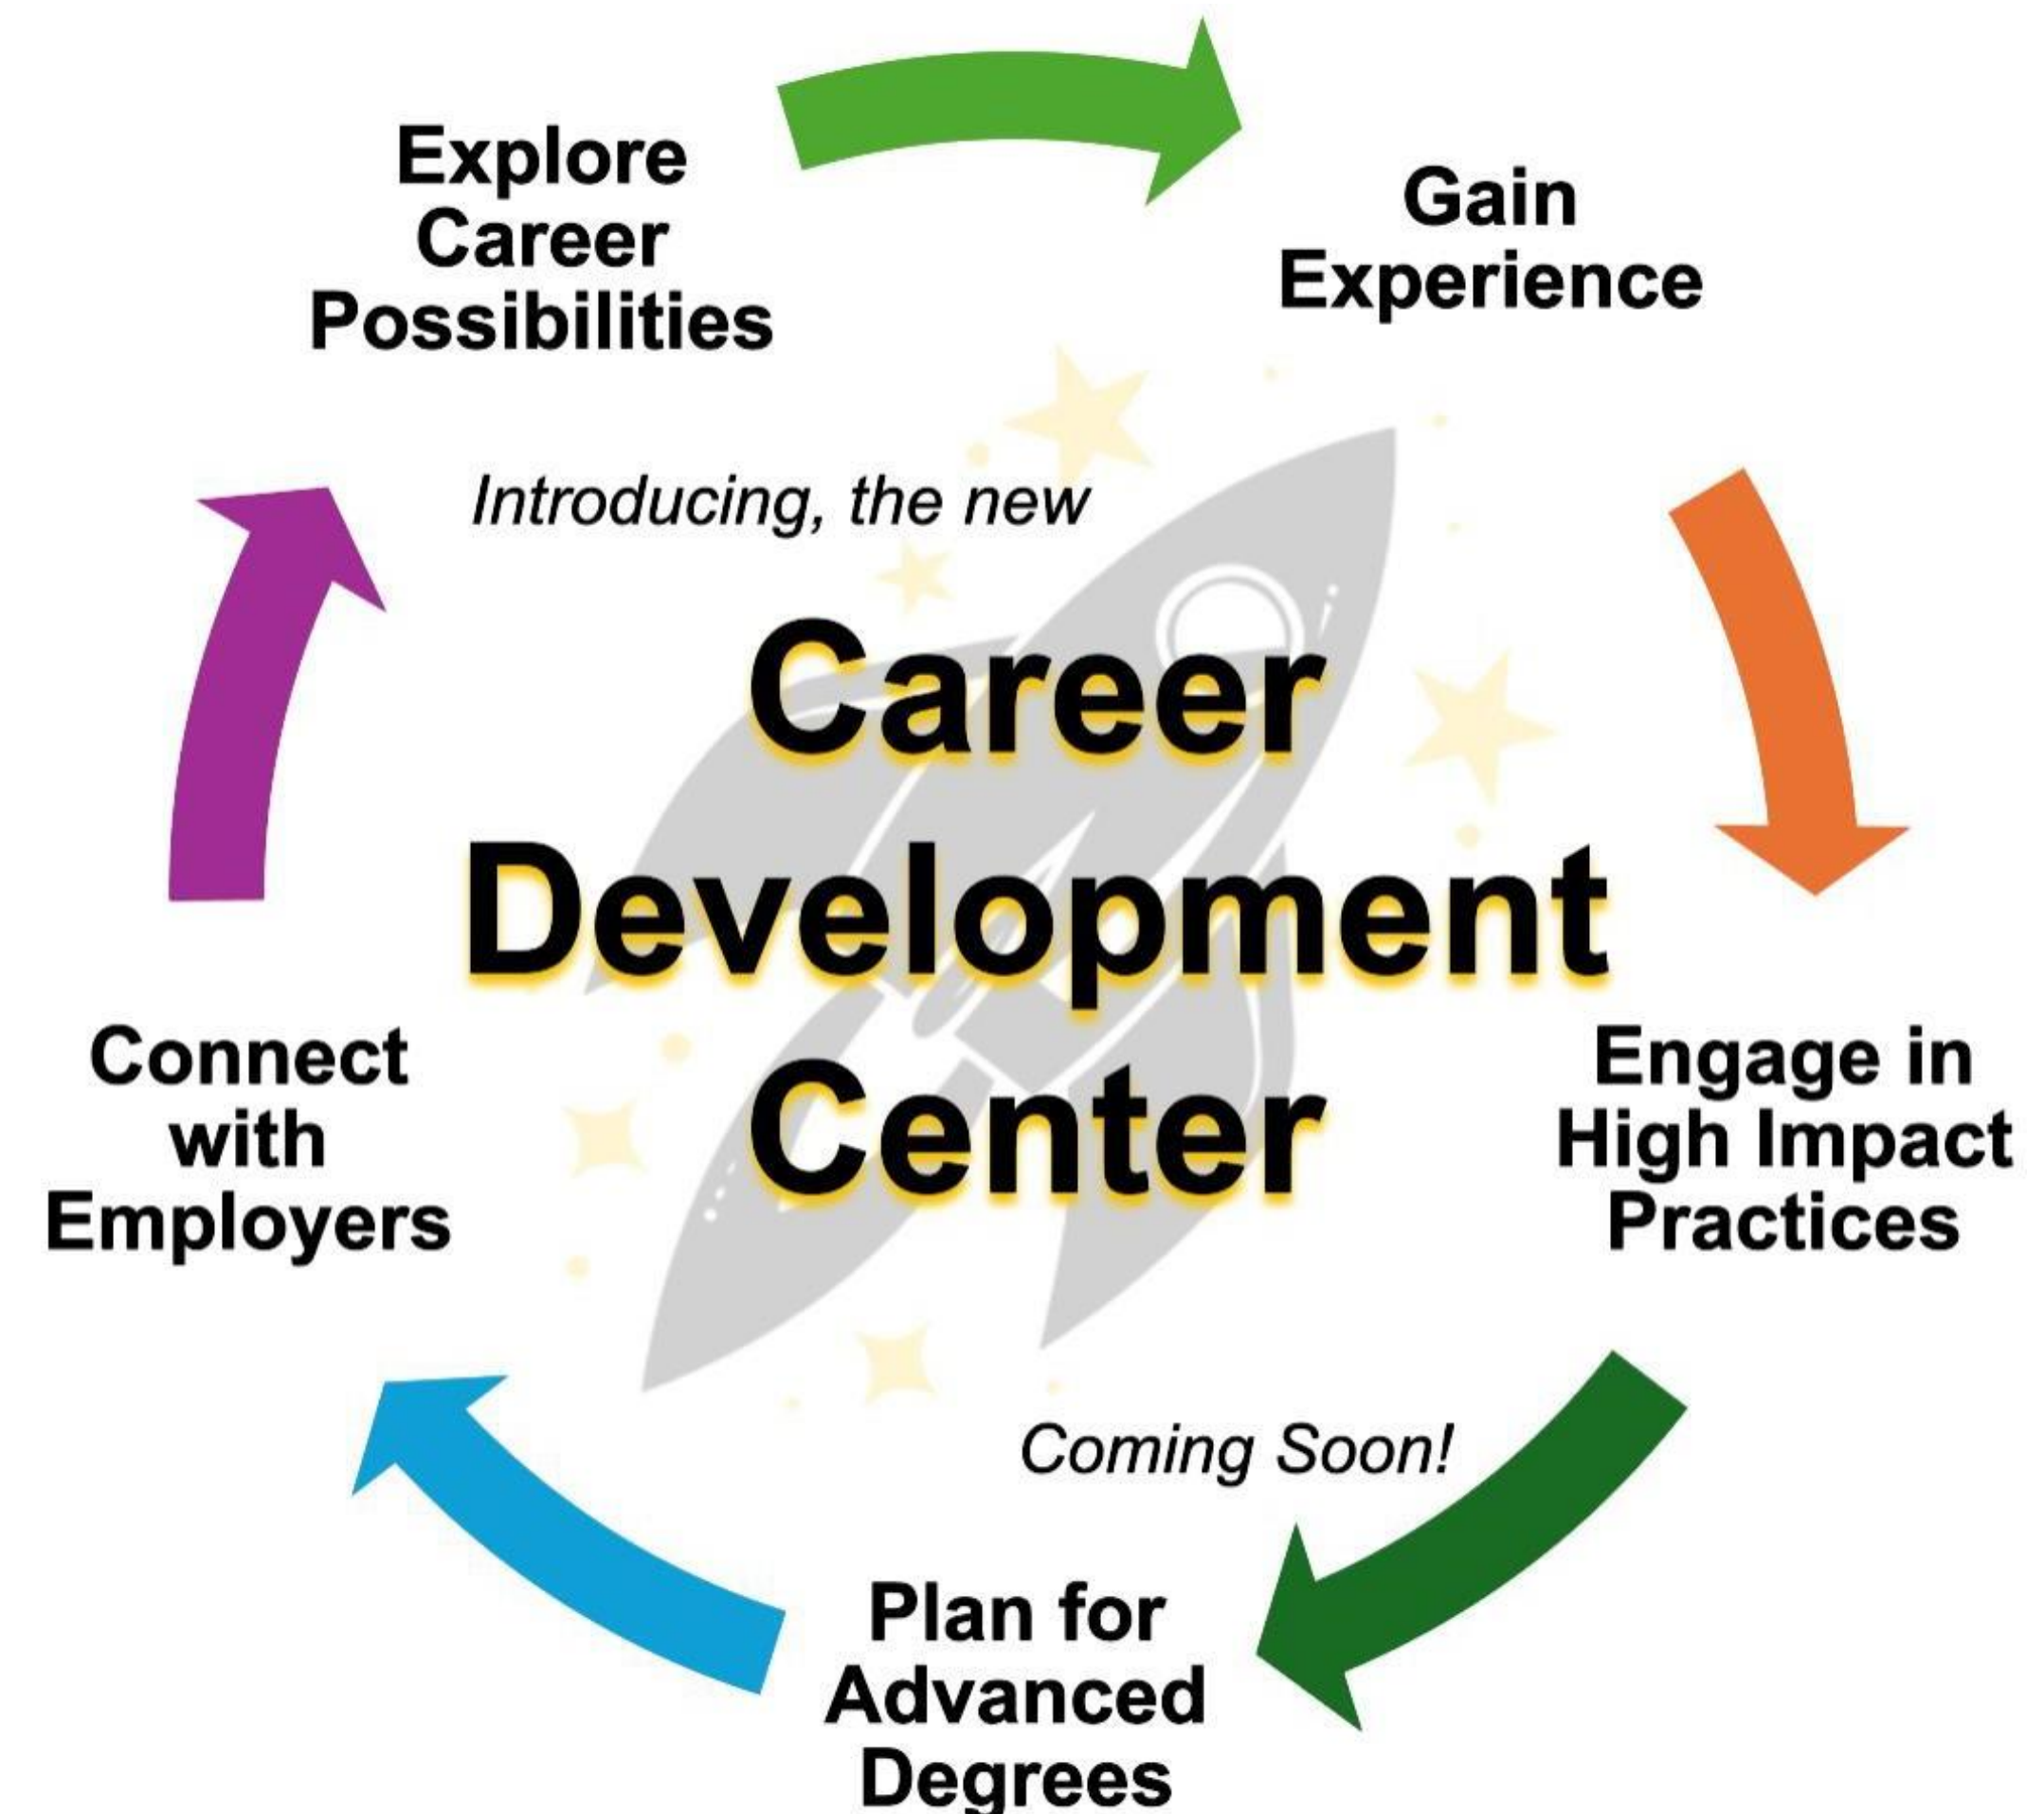 Explore
Career
Possibilities
Gain
Experience
Introducing, the new
Career
Development
Center
Connect
with
Employers
Engage in
High Impact
Practices
Coming Soon!
Plan for
Advanced
Degrees